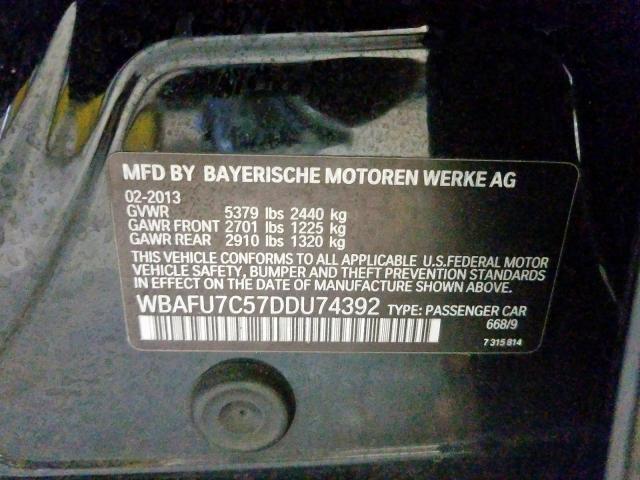 MFD BY BAYERISCHE MOTOREN WERKE AG
02-2013
GVWR 5379 lbs 2440 kg
GAWR FRONT 2701 lbs 1225 kg
GAWR REAR 2910 lbs 1320 kg
THIS VEHICLE CONFORMS TO ALL APPLICABLE U.S.FEDERAL MOTOR
VEHICLE SAFETY, BUMPER AND THEFT PREVENTION STANDARDS
IN EFFECT ON THE DATE OF MANUFACTURE SHOWN ABOVE.
WBAFU7C57DDU74392 TYPE: PASSENGER CAR
668/9
7 315 814